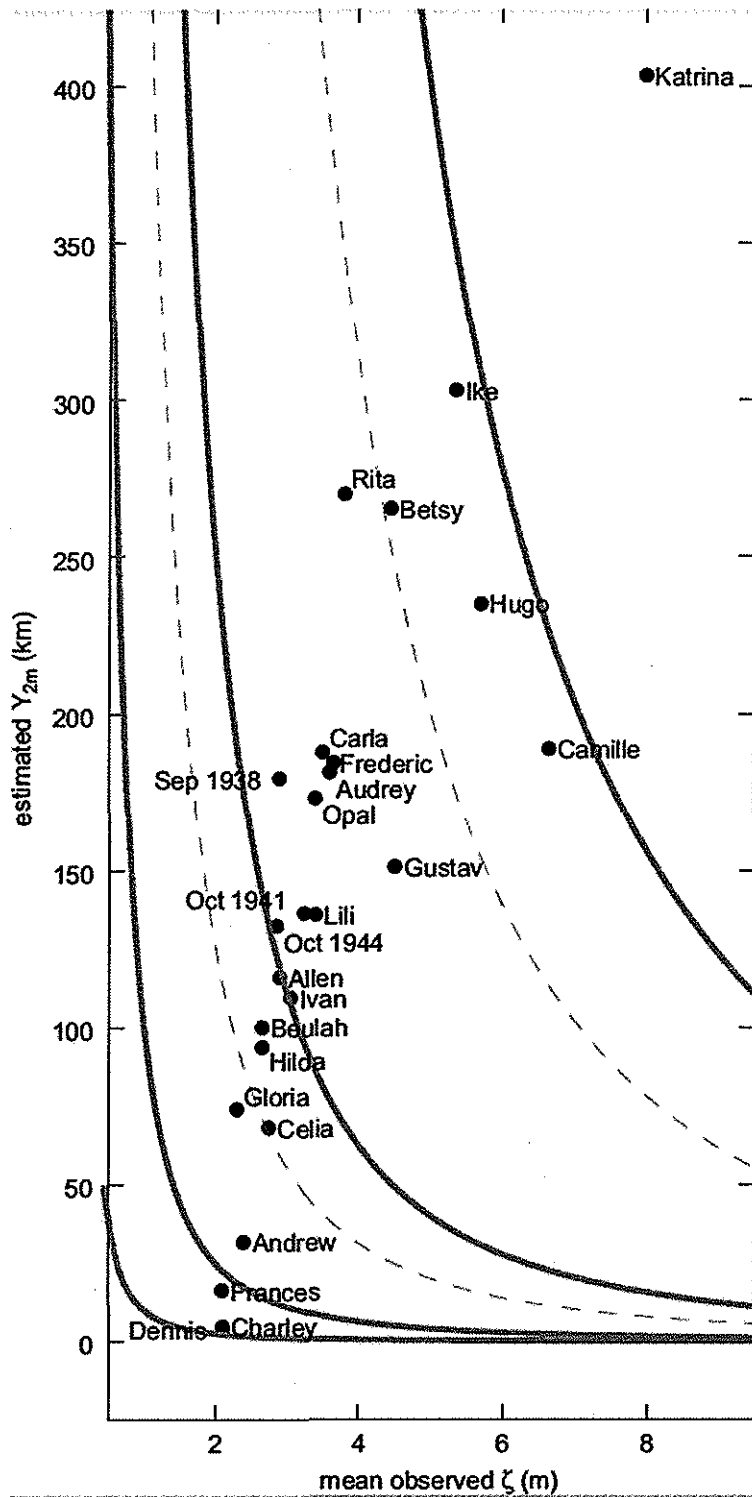 400
350
300
250
200
150
100
50
0
estimated Y2m (km)
Katrina
Ike
Rita
Betsy
Hugo
Carla
Frederic
Camille
Sep 1938
Audrey
Opal
Gustav
Oct 1941
Lili
Oct 1944
Allen
Ivan
Beulah
Hilda
Gloria
Celia
Andrew
Frances
Dennis
Charley
2
4
6
8
mean observed ζ (m)